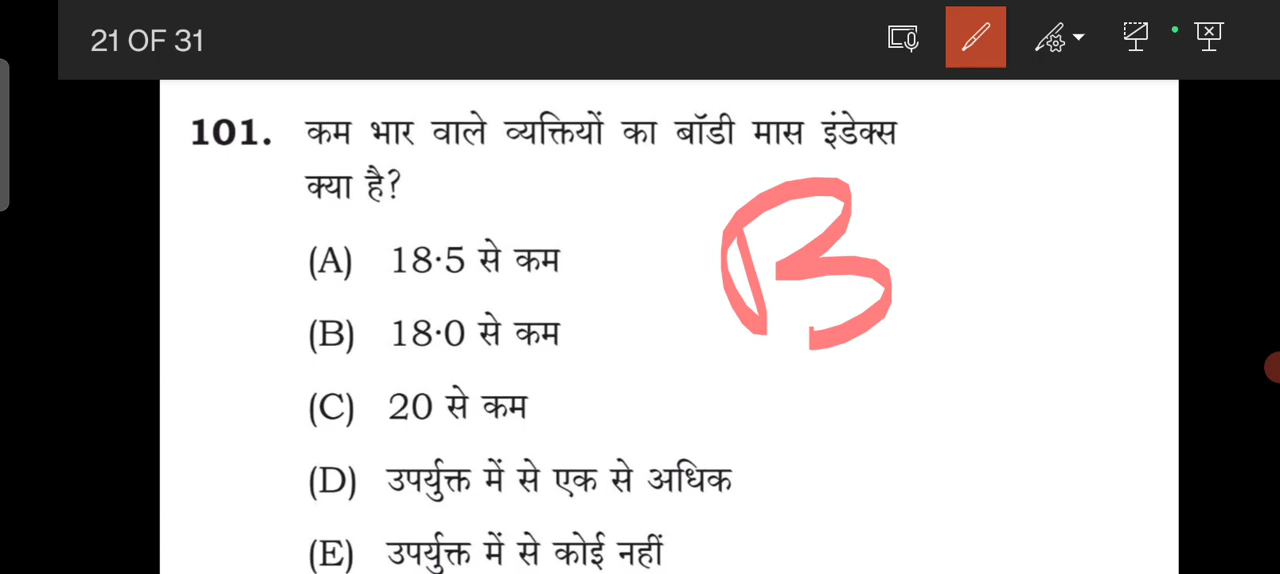 21 OF 31
101. कम भार वाले व्यक्तियों का बॉडी मास इंडेक्स
क्या है?
B
(A) 18·5 से कम
(B) 18·0 से कम
(C) 20 से कम
(D) उपर्युक्त में से एक से अधिक
(E) उपर्युक्त में से कोई नहीं